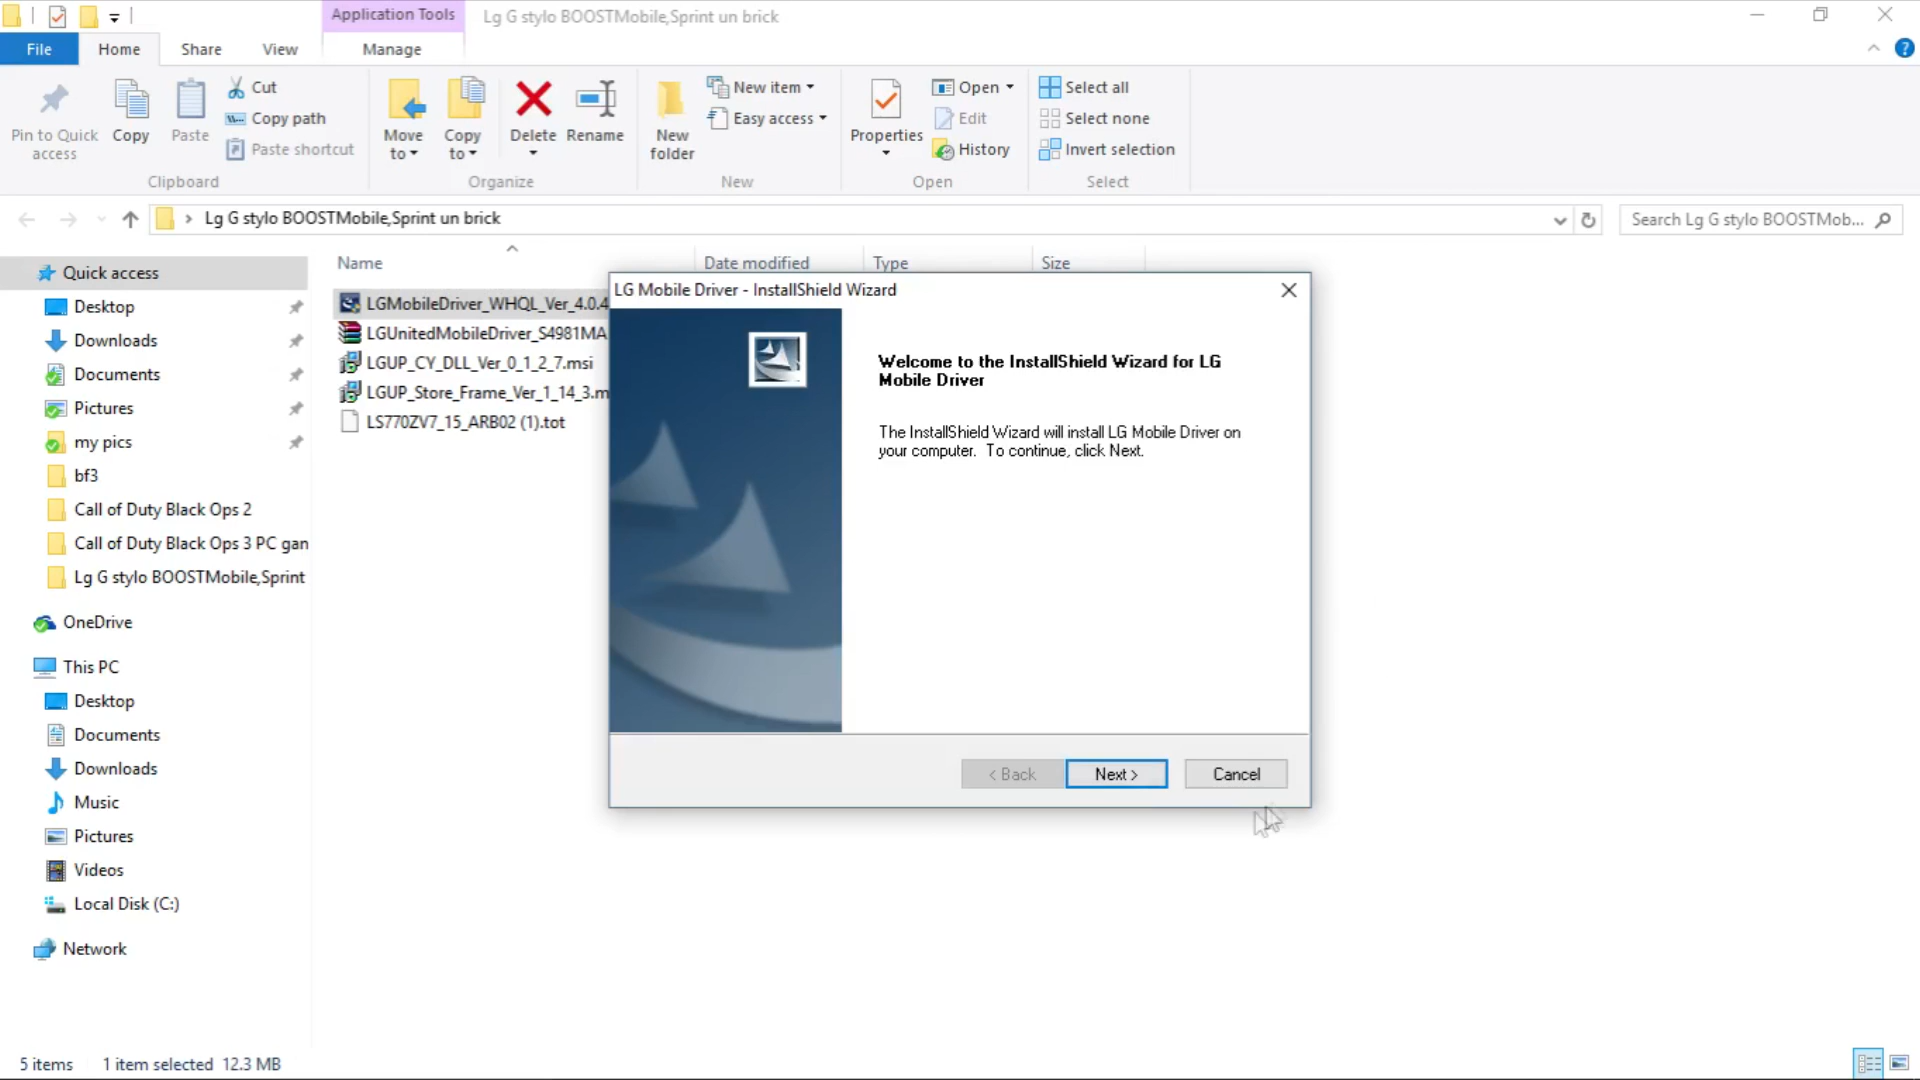 Application Tools
Lg G stylo BOOSTMobile,Sprint un brick
File
Home
Share
View
Manage
Pin to Quick access
Copy
Paste
Cut
Copy path
Paste shortcut
Clipboard
Move to
Copy to
Delete
Rename
Organize
New folder
New item
Easy access
New
Properties
Open
Edit
History
Open
Select all
Select none
Invert selection
Select
Lg G stylo BOOSTMobile,Sprint un brick
Search Lg G stylo BOOSTMob...
Name
Date modified
Type
Size
Quick access
Desktop
Downloads
Documents
Pictures
my pics
bf3
Call of Duty Black Ops 2
Call of Duty Black Ops 3 PC gan
Lg G stylo BOOSTMobile,Sprint
OneDrive
This PC
Desktop
Documents
Downloads
Music
Pictures
Videos
Local Disk (C:)
Network
LGMobileDriver_WHQL_Ver_4.0.4
LGUnitedMobileDriver_S4981MA
LGUP_CY_DLL_Ver_0_1_2_7.msi
LGUP_Store_Frame_Ver_1_14_3.m
LS770ZV7_15_ARB02 (1).tot
LG Mobile Driver - InstallShield Wizard
Welcome to the InstallShield Wizard for LG
Mobile Driver
The InstallShield Wizard will install LG Mobile Driver on
your computer. To continue, click Next.
< Back
Next >
Cancel
5 items
1 item selected 12.3 MB